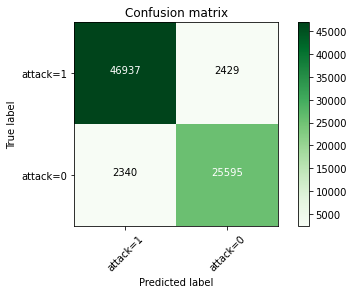 Confusion matrix
True label
attack=1
46937 2429
attack=0
2340 25595
attack=1 attack=0
Predicted label
45000
40000
35000
30000
25000
20000
15000
10000
5000